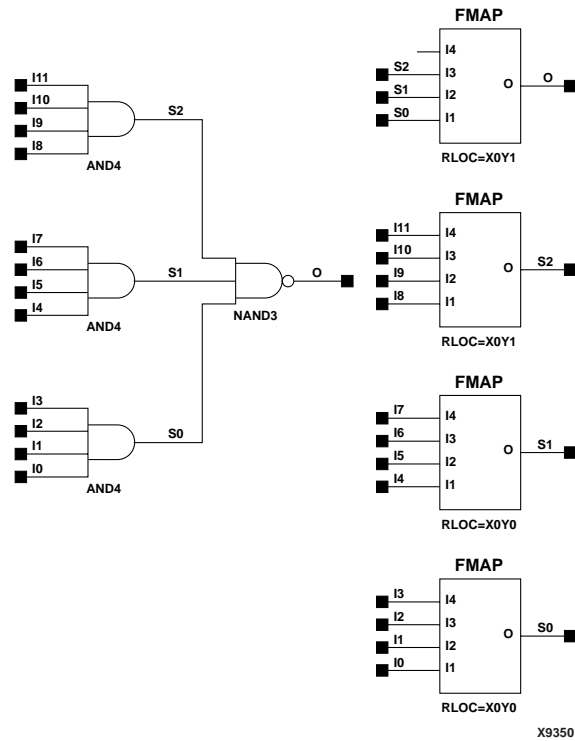 I11
I10
I9
I8
AND4
S2
I7
I6
I5
I4
AND4
S1
I3
I2
I1
I0
AND4
S0
NAND3
O
FMAP
I4
S2 I3
S1 I2
S0 I1
O O
RLOC=X0Y1
FMAP
I11 I4
I10 I3
I9 I2
I8 I1
O S2
RLOC=X0Y1
FMAP
I7 I4
I6 I3
I5 I2
I4 I1
O S1
RLOC=X0Y0
FMAP
I3 I4
I2 I3
I1 I2
I0 I1
O S0
RLOC=X0Y0
X9350